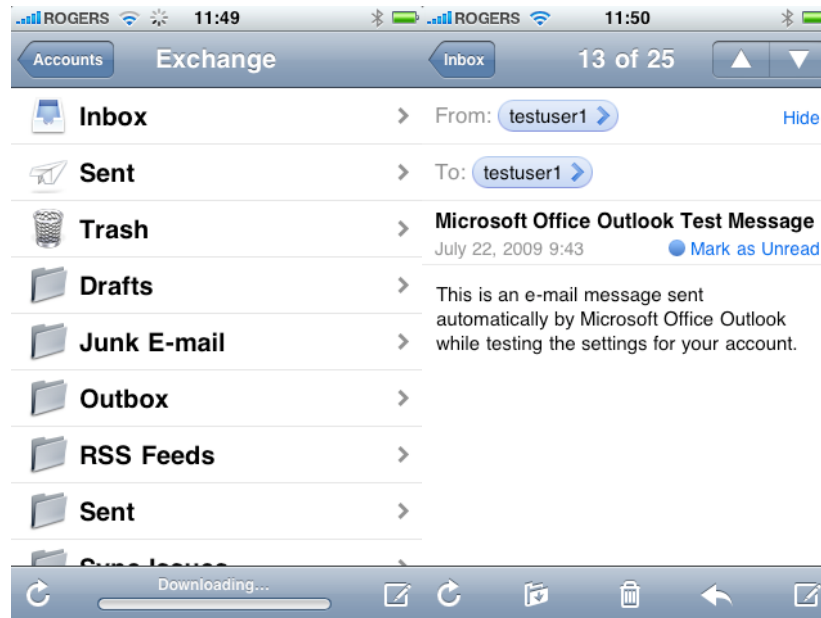 ROGERS 11:49
Accounts Exchange
Inbox
Sent
Trash
Drafts
Junk E-mail
Outbox
RSS Feeds
Sent
Sync Issues
Downloading...
ROGERS 11:50
Inbox 13 of 25
From: testuser1 Hide
To: testuser1
Microsoft Office Outlook Test Message
July 22, 2009 9:43 Mark as Unread
This is an e-mail message sent
automatically by Microsoft Office Outlook
while testing the settings for your account.